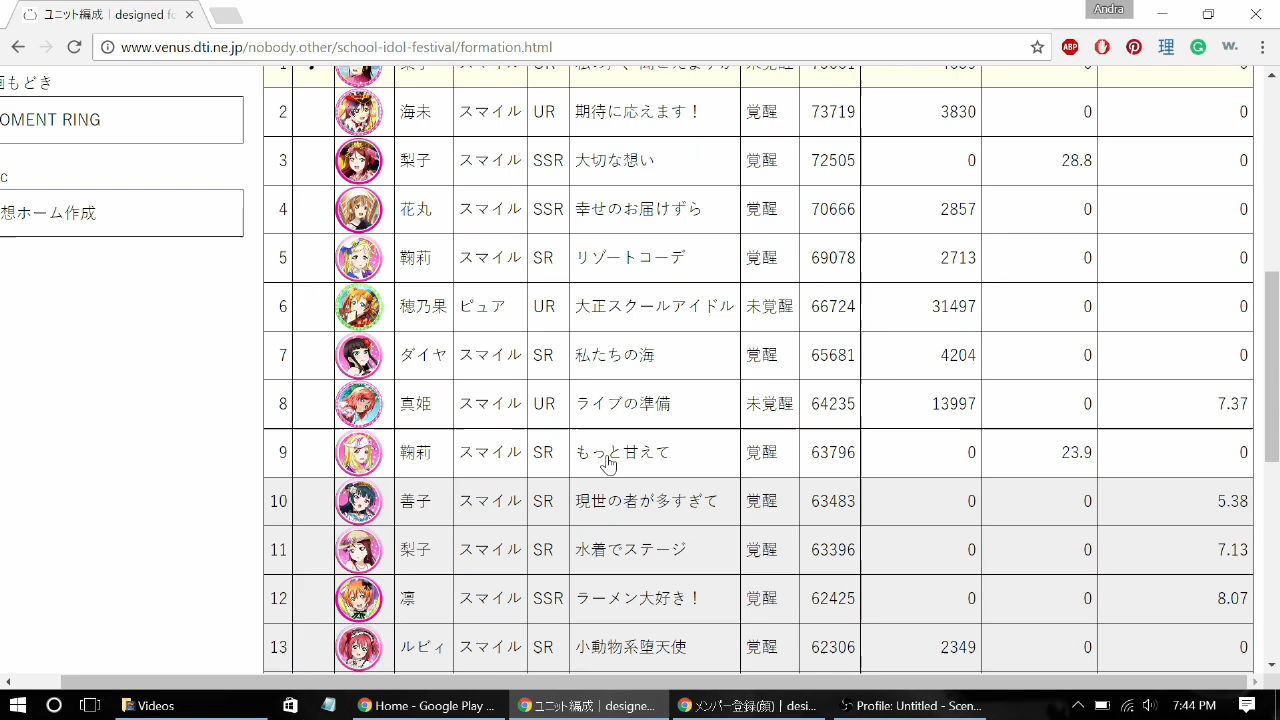 ユニット編成 | designed fo
Andra
www.venus.dti.ne.jp/nobody.other/school-idol-festival/formation.html
ABP
理
G
w.
画もどき
OMENT RING
C
想ホーム作成
2 海未 スマイル UR 期待に応えます！ 覚醒 73719 3830 0 0
3 梨子 スマイル SSR 大切な想い 覚醒 72505 0 28.8 0
4 花丸 スマイル SSR 幸せのお届けずら 覚醒 70666 2857 0 0
5 鞠莉 スマイル SR リゾートコーデ 覚醒 69078 2713 0 0
6 穂乃果 ピュア UR 大正スクールアイドル 未覚醒 66724 31497 0 0
7 ダイヤ スマイル SR 私たちの海 覚醒 65681 4204 0 0
8 真姫 スマイル UR ライブの準備 未覚醒 64235 13997 0 7.37
9 鞠莉 スマイル SR もっと甘えて 覚醒 63796 0 23.9 0
10 善子 スマイル SR 現世の者が多すぎて 覚醒 63483 0 0 5.38
11 梨子 スマイル SR 水着でステージ 覚醒 63396 0 0 7.13
12 凛 スマイル SSR ラーメン大好き！ 覚醒 62425 0 0 8.07
13 ルビィ スマイル SR 小動物系堕天使 覚醒 62306 2349 0 0
Videos
Home - Google Play ...
ユニット編成 | designe...
メンバー登録(顔) | desi...
Profile: Untitled - Scen...
7:44 PM